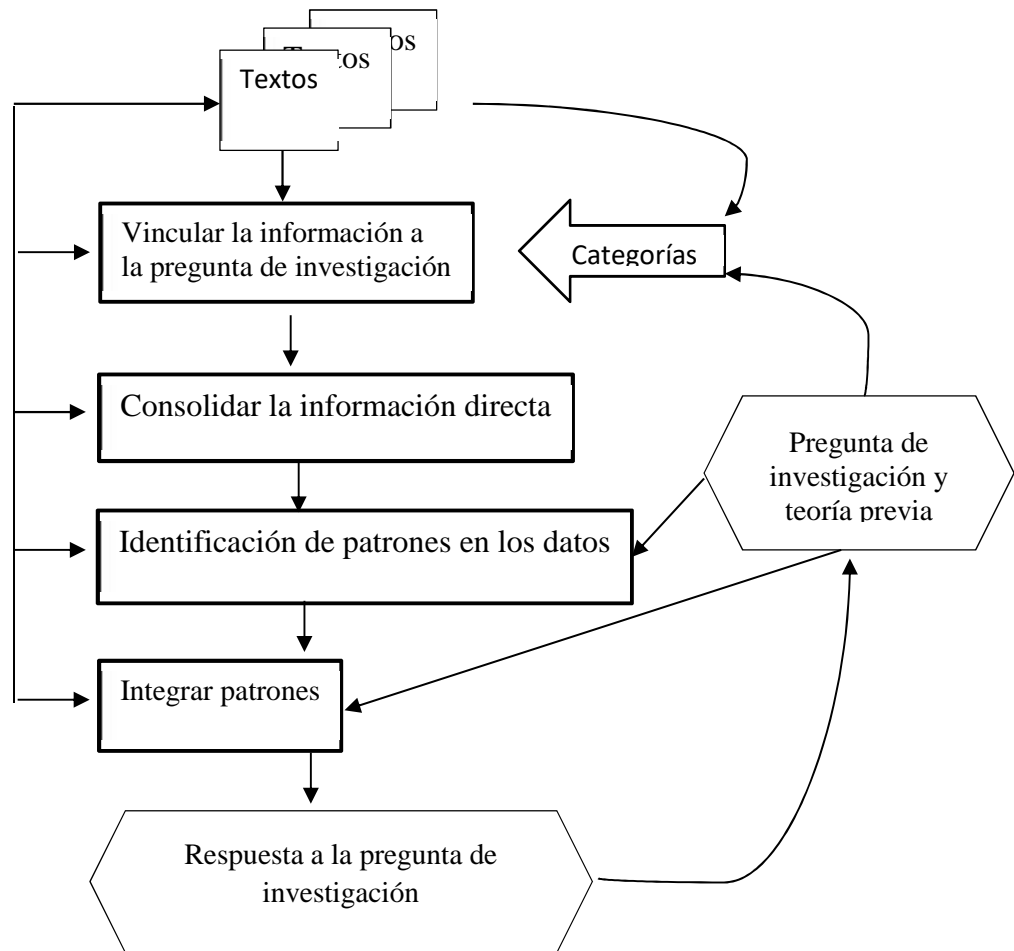 Textos
Vincular la información a
la pregunta de investigación
Categorías
Consolidar la información directa
Pregunta de
investigación y
teoría previa
Identificación de patrones en los datos
Integrar patrones
Respuesta a la pregunta de
investigación